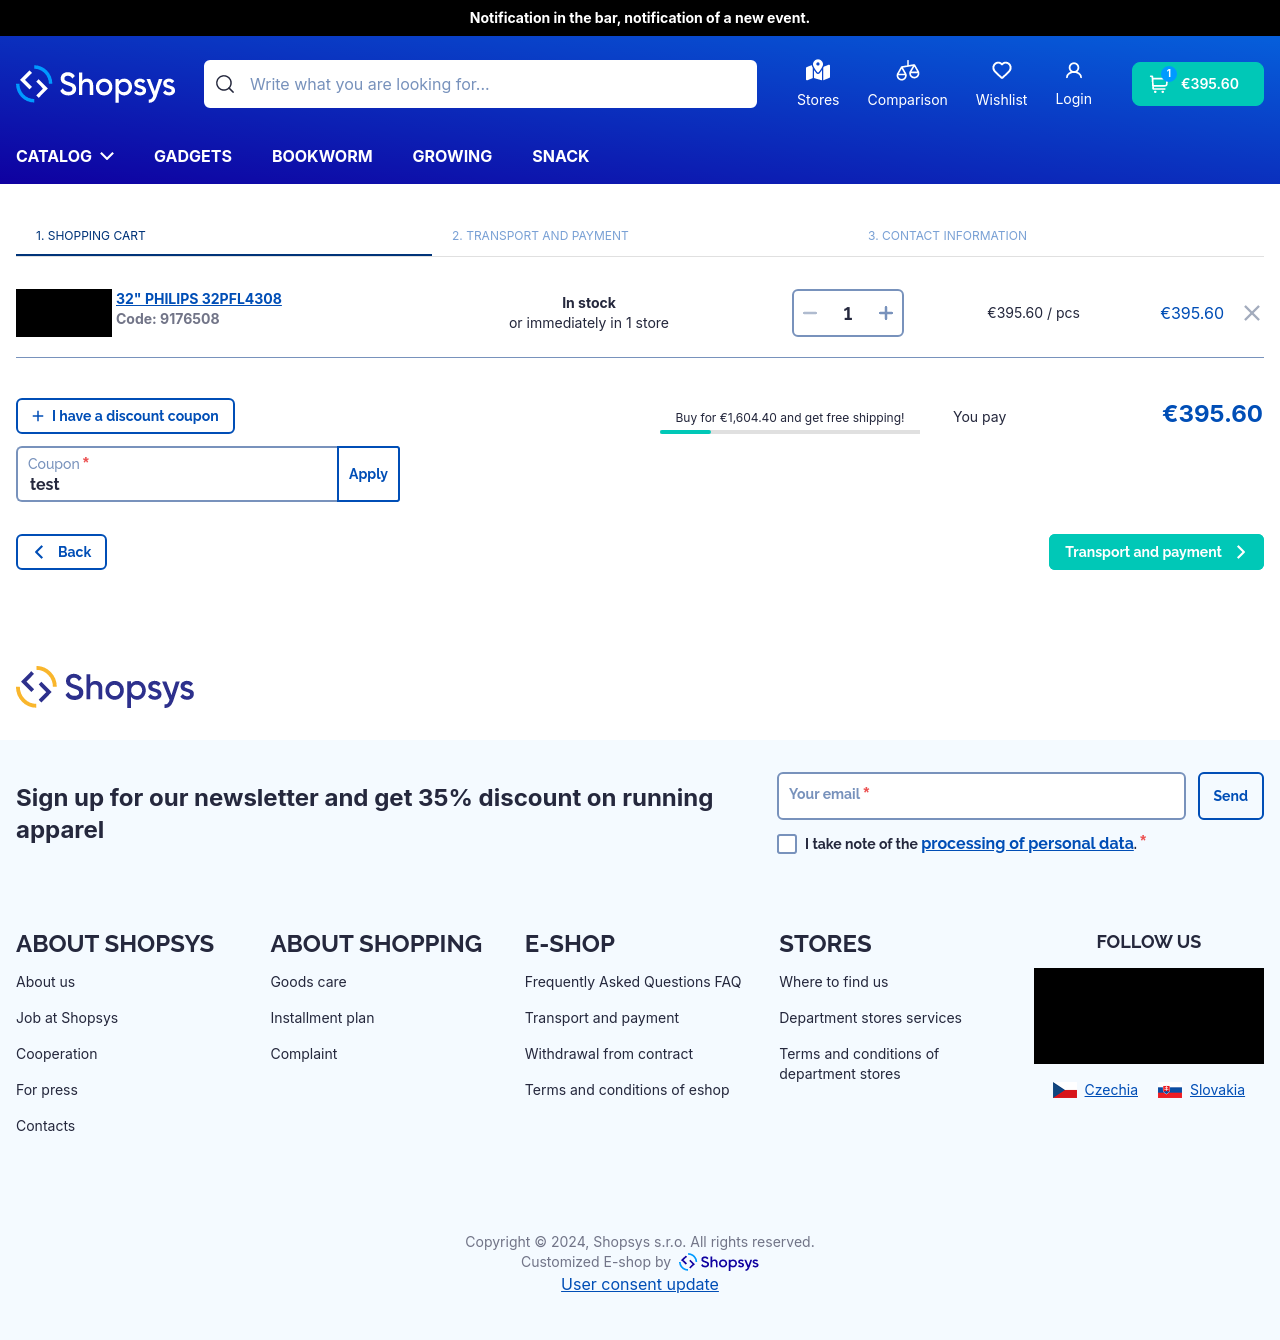 Notification in the bar, notification of a new event.
Shopsys
Write what you are looking for...
Stores
Comparison
Wishlist
Login
1
€395.60
CATALOG
GADGETS
BOOKWORM
GROWING
SNACK
1. SHOPPING CART
2. TRANSPORT AND PAYMENT
3. CONTACT INFORMATION
32" PHILIPS 32PFL4308
Code: 9176508
In stock
or immediately in 1 store
1
€395.60 / pcs
€395.60
I have a discount coupon
Buy for €1,604.40 and get free shipping!
You pay
€395.60
Coupon *
test
Apply
Back
Transport and payment
Shopsys
Sign up for our newsletter and get 35% discount on running
apparel
Your email *
Send
I take note of the processing of personal data. *
ABOUT SHOPSYS
About us
Job at Shopsys
Cooperation
For press
Contacts
ABOUT SHOPPING
Goods care
Installment plan
Complaint
E-SHOP
Frequently Asked Questions FAQ
Transport and payment
Withdrawal from contract
Terms and conditions of eshop
STORES
Where to find us
Department stores services
Terms and conditions of
department stores
FOLLOW US
Czechia
Slovakia
Copyright © 2024, Shopsys s.r.o. All rights reserved.
Customized E-shop by Shopsys
User consent update